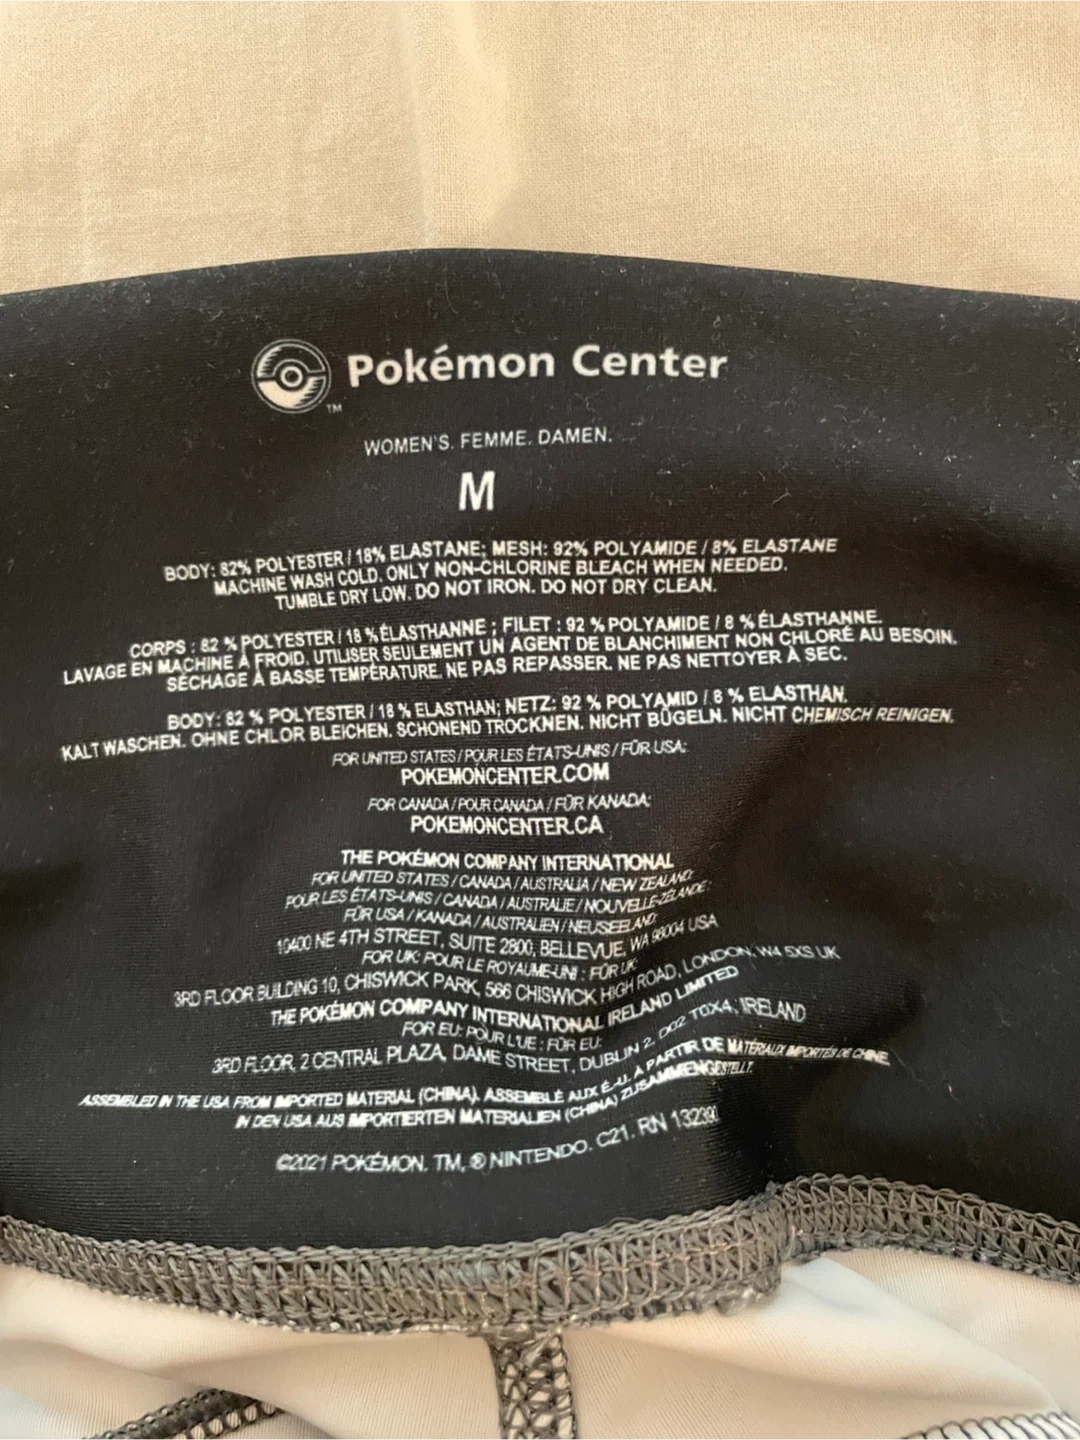 Pokémon Center
TM
WOMEN'S. FEMME. DAMEN.
M
BODY: 82% POLYESTER / 18% ELASTANE; MESH: 92% POLYAMIDE / 8% ELASTANE
MACHINE WASH COLD. ONLY NON-CHLORINE BLEACH WHEN NEEDED.
TUMBLE DRY LOW. DO NOT IRON. DO NOT DRY CLEAN.
CORPS : 82 % POLYESTER / 18 % ÉLASTHANNE ; FILET : 92 % POLYAMIDE / 8 % ÉLASTHANNE.
LAVAGE EN MACHINE À FROID. UTILISER SEULEMENT UN AGENT DE BLANCHIMENT NON CHLORÉ AU BESOIN.
SÉCHAGE À BASSE TEMPÉRATURE. NE PAS REPASSER. NE PAS NETTOYER À SEC.
BODY: 82 % POLYESTER / 18 % ELASTHAN; NETZ: 92 % POLYAMID / 8 % ELASTHAN.
KALT WASCHEN. OHNE CHLOR BLEICHEN. SCHONEND TROCKNEN. NICHT BÜGELN. NICHT CHEMISCH REINIGEN.
FOR UNITED STATES / POUR LES ÉTATS-UNIS / FÜR USA:
POKEMONCENTER.COM
FOR CANADA / POUR CANADA / FÜR KANADA:
POKEMONCENTER.CA
THE POKÉMON COMPANY INTERNATIONAL
FOR UNITED STATES / CANADA / AUSTRALIA / NEW ZEALAND:
POUR LES ÉTATS-UNIS / CANADA / AUSTRALIE / NOUVELLE-ZÉLANDE:
FÜR USA / KANADA / AUSTRALIEN / NEUSEELAND:
10400 NE 4TH STREET, SUITE 2800, BELLEVUE, WA 98004 USA
FOR UK: POUR LE ROYAUME-UNI : FÜR UK:
3RD FLOOR BUILDING 10, CHISWICK PARK, 566 CHISWICK HIGH ROAD, LONDON, W4 5XS UK
THE POKÉMON COMPANY INTERNATIONAL IRELAND LIMITED
FOR EU: POUR L'UE : FÜR EU:
3RD FLOOR, 2 CENTRAL PLAZA, DAME STREET, DUBLIN 2, D02 T0X4, IRELAND
ASSEMBLED IN THE USA FROM IMPORTED MATERIAL (CHINA). ASSEMBLÉ AUX É.-U. À PARTIR DE MATÉRIAUX IMPORTÉS DE CHINE.
IN DEN USA AUS IMPORTIERTEN MATERIALIEN (CHINA) ZUSAMMENGESTELLT.
©2021 POKÉMON. TM, ® NINTENDO. C21. RN 132390